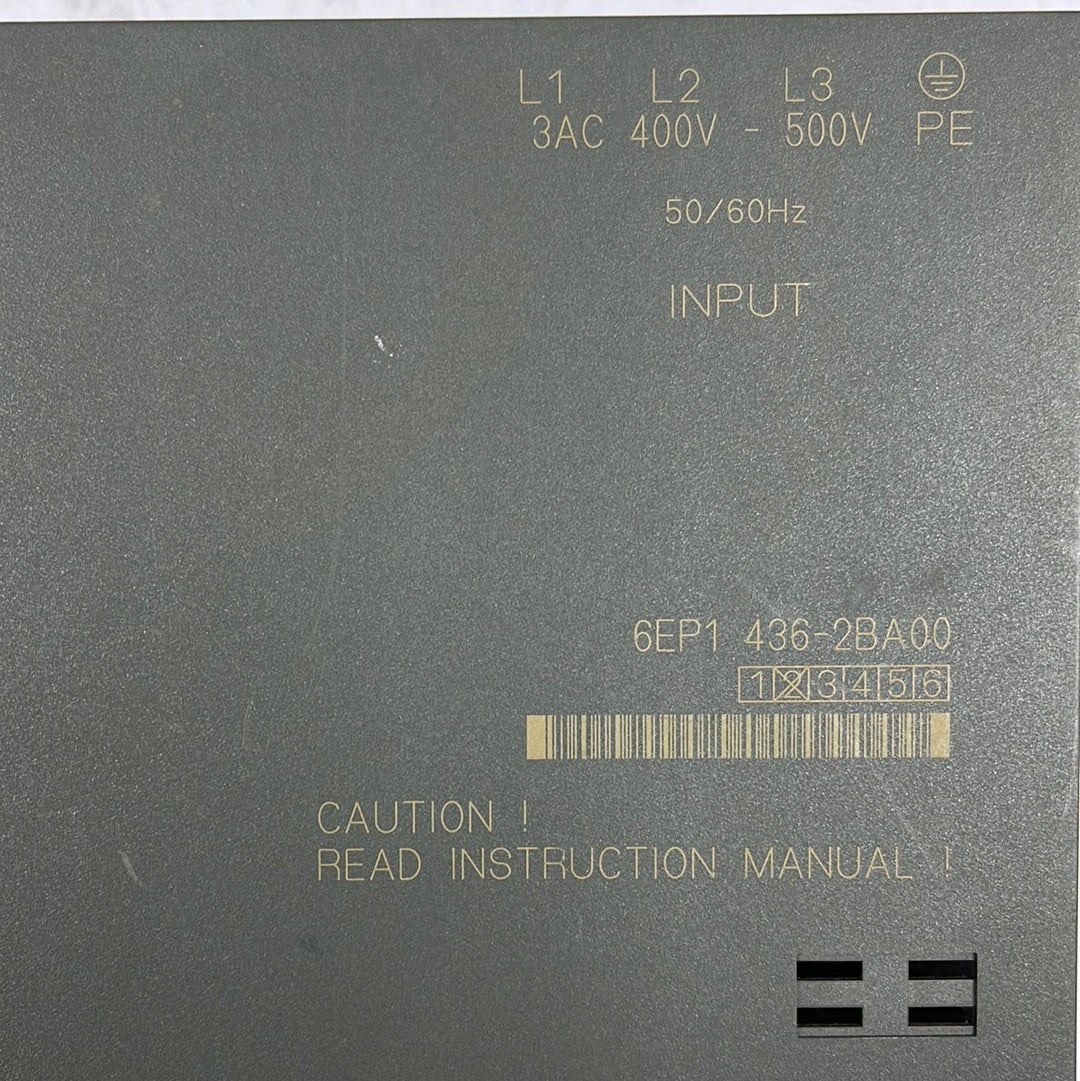 L1 L2 L3
3AC 400V - 500V PE
50/60Hz
INPUT
6EP1 436-2BA00
1 2 3 4 5 6
CAUTION !
READ INSTRUCTION MANUAL !